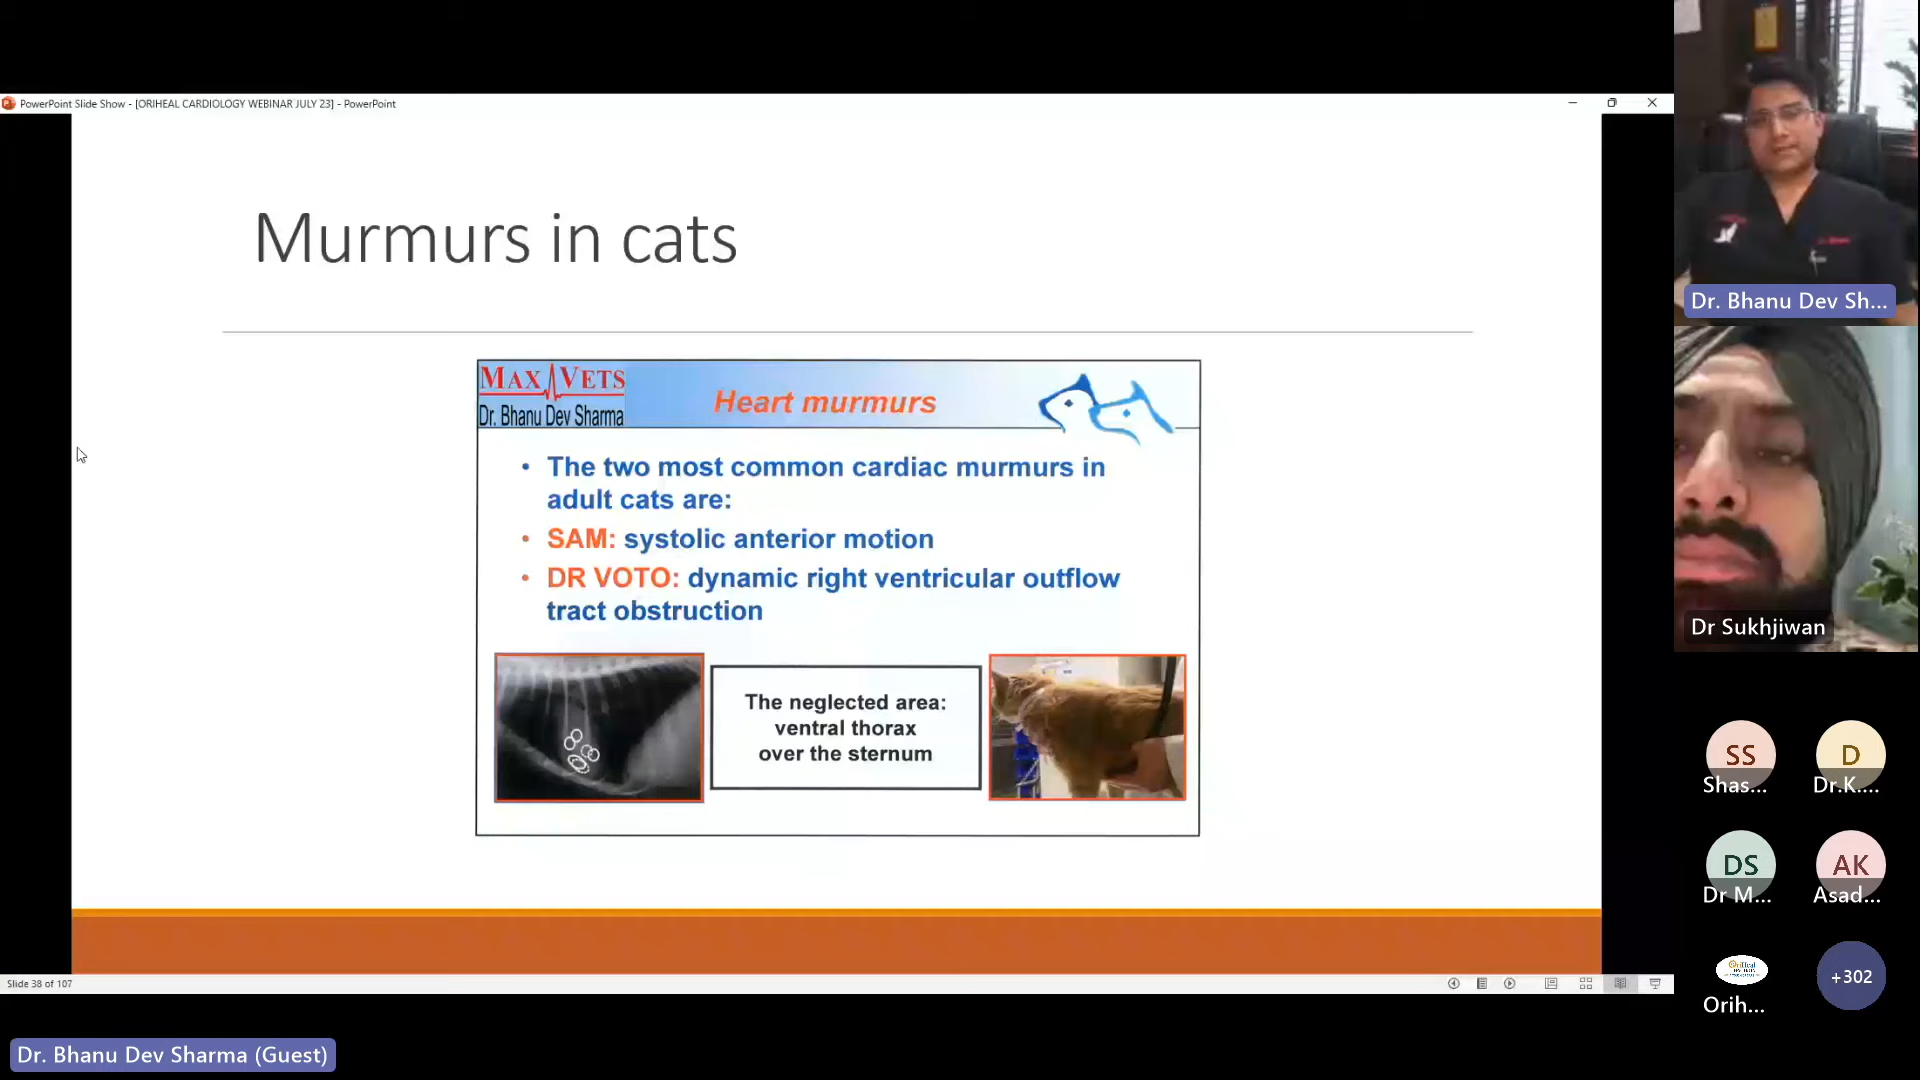 PowerPoint Slide Show - [ORIHEAL CARDIOLOGY WEBINAR JULY 23] - PowerPoint
Murmurs in cats
MAX VETS
Dr. Bhanu Dev Sharma
Heart murmurs
• The two most common cardiac murmurs in
adult cats are:
• SAM: systolic anterior motion
• DR VOTO: dynamic right ventricular outflow
tract obstruction
The neglected area:
ventral thorax
over the sternum
Slide 38 of 107
Dr. Bhanu Dev Sharma (Guest)
Dr. Bhanu Dev Sh...
Dr Sukhjiwan
SS
Shas...
D
Dr.K....
DS
Dr M...
AK
Asad...
OriHeal
Orih...
+302